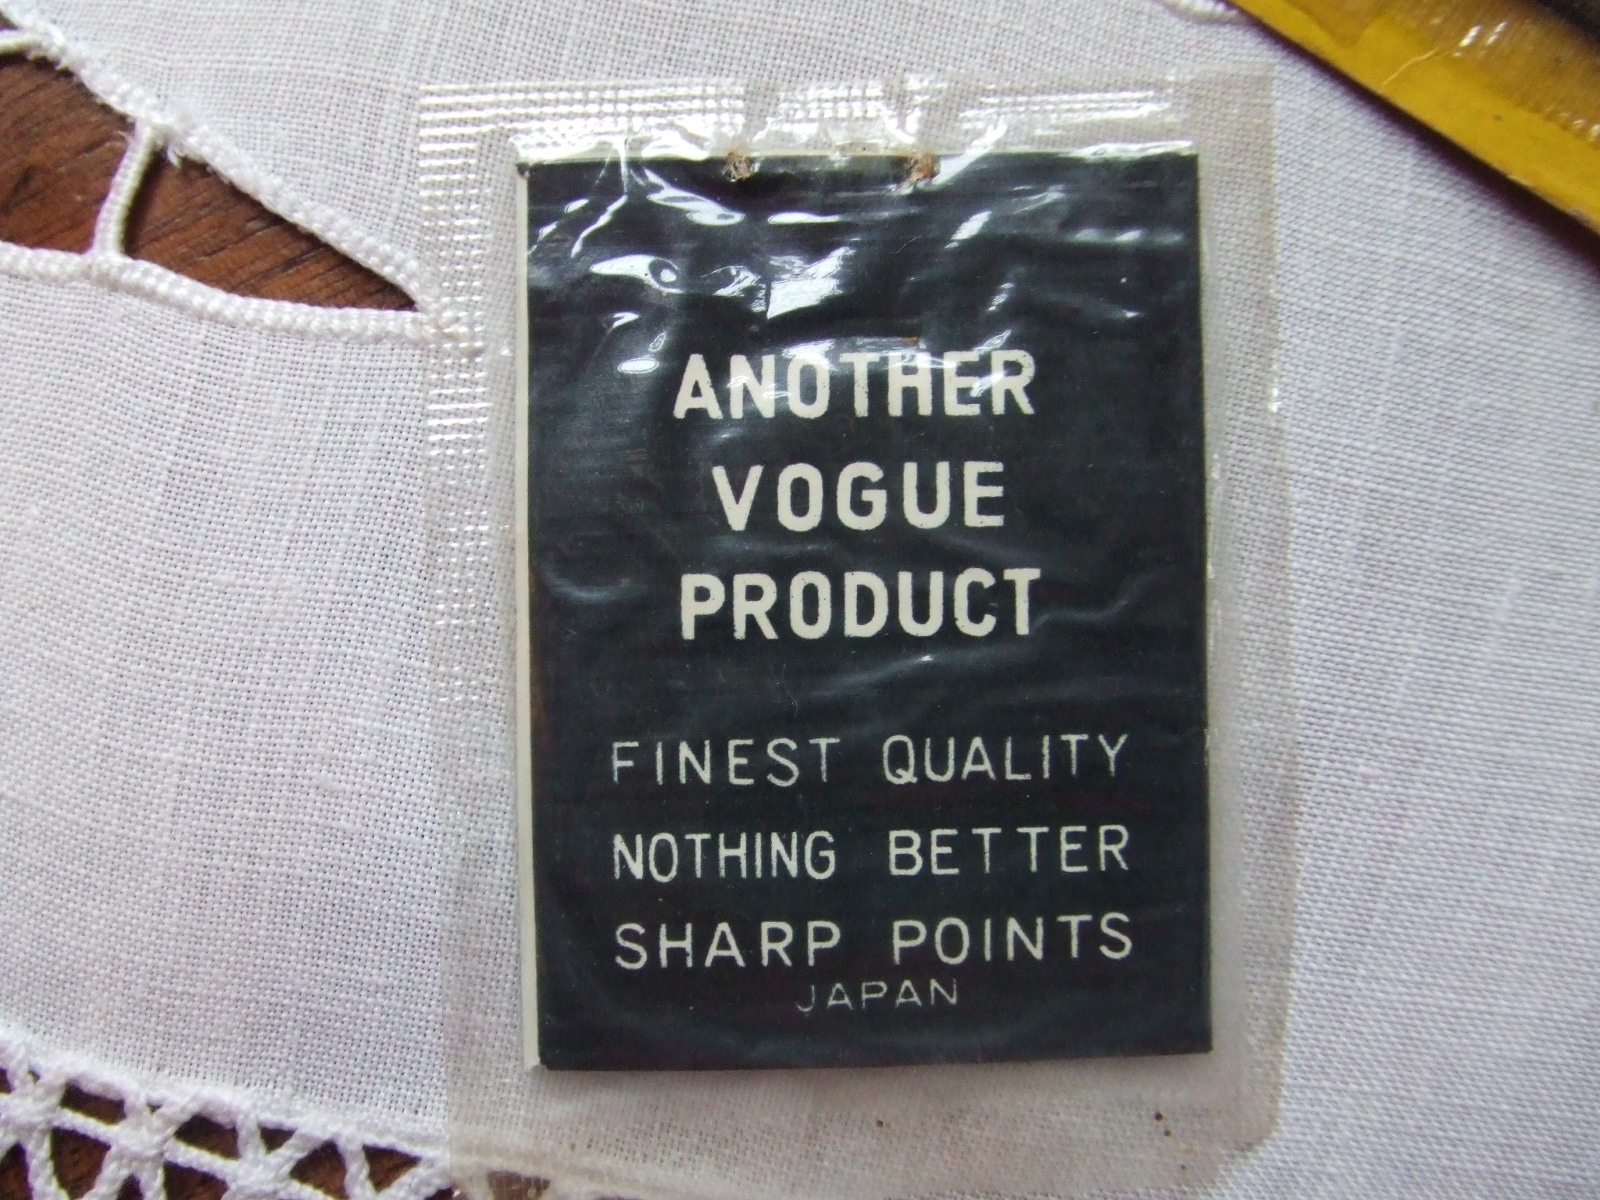 ANOTHER
VOGUE
PRODUCT
FINEST QUALITY
NOTHING BETTER
SHARP POINTS
JAPAN